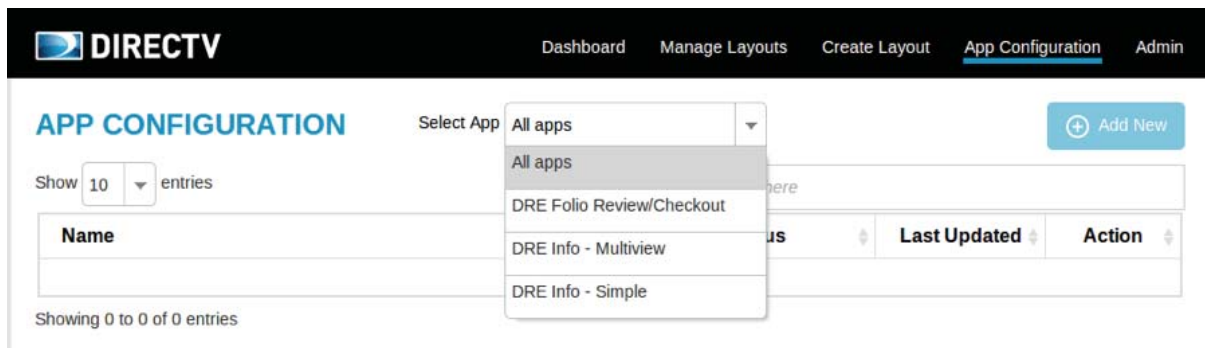 DIRECTV Dashboard Manage Layouts Create Layout App Configuration Admin
APP CONFIGURATION Select App All apps Add New
All apps
Show 10 entries here
DRE Folio Review/Checkout
Name us Last Updated Action
DRE Info - Multiview
DRE Info - Simple
Showing 0 to 0 of 0 entries